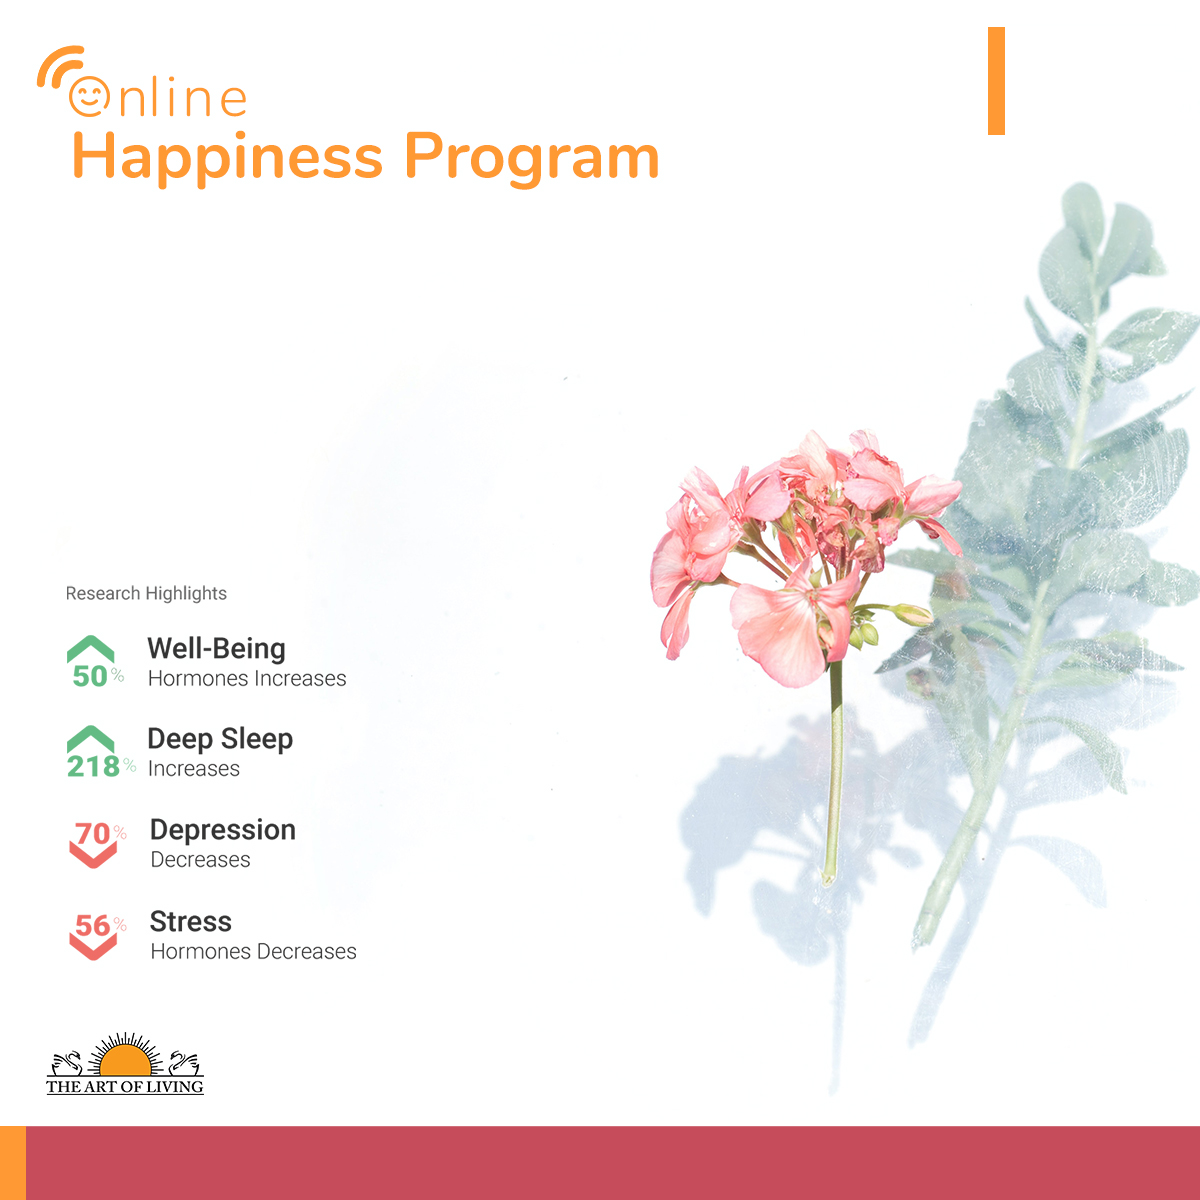 Online
Happiness Program
Research Highlights
50%
Well-Being
Hormones Increases
218%
Deep Sleep
Increases
70%
Depression
Decreases
56%
Stress
Hormones Decreases
THE ART OF LIVING